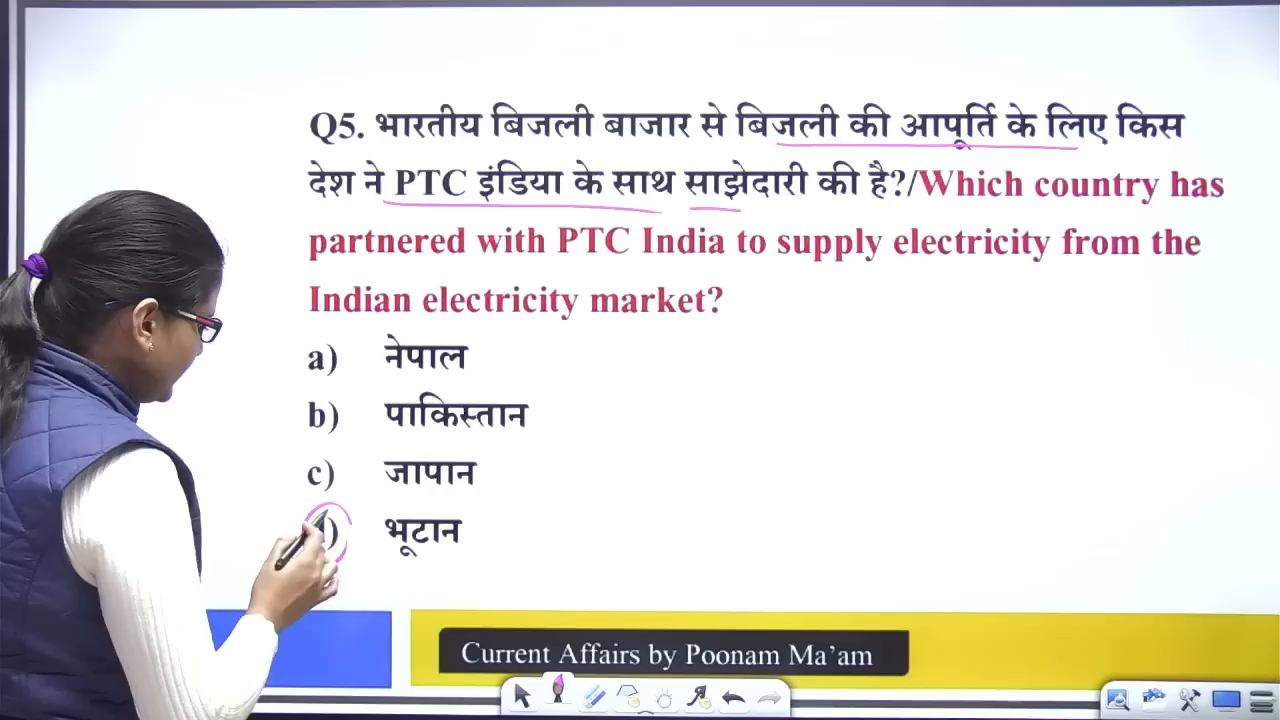 Q5. भारतीय बिजली बाजार से बिजली की आपूर्ति के लिए किस
देश ने PTC इंडिया के साथ साझेदारी की है?/Which country has
partnered with PTC India to supply electricity from the
Indian electricity market?
a) नेपाल
b) पाकिस्तान
c) जापान
भूटान
Current Affairs by Poonam Ma’am